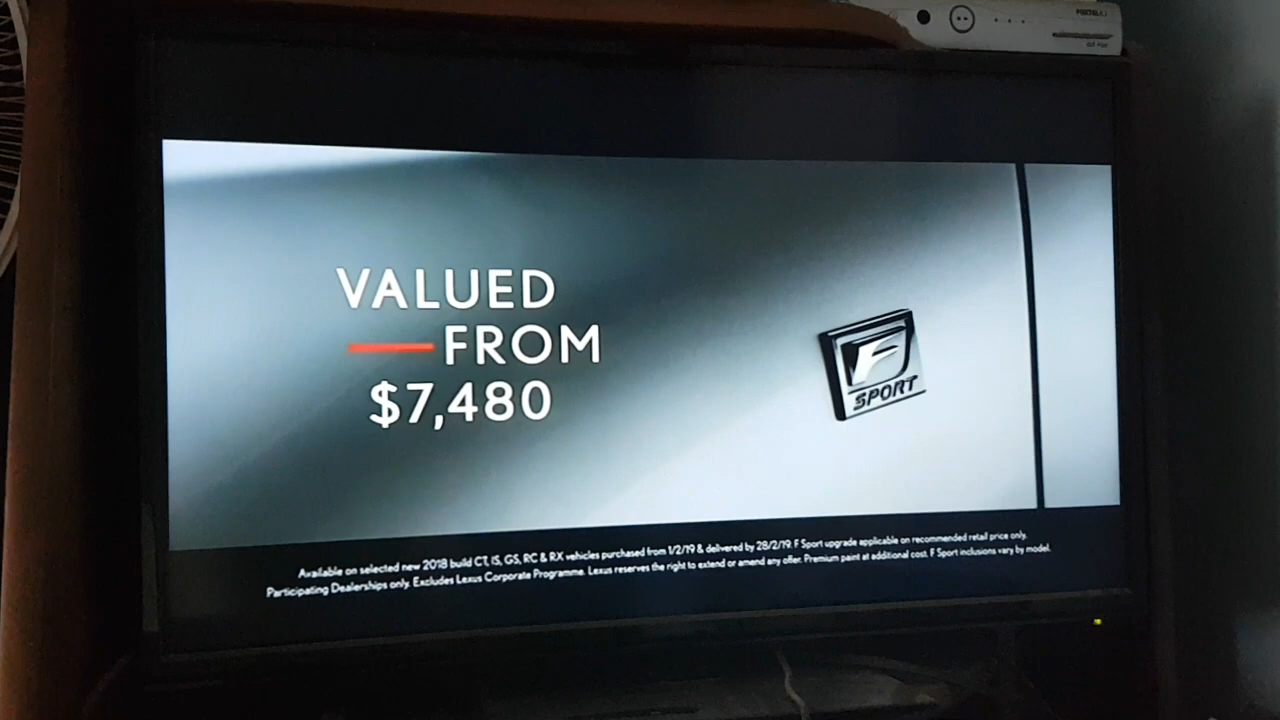 VALUED
FROM
$7,480
F
SPORT
Available on selected new 2018 build CT, IS, GS, RC & RX vehicles purchased from 1/2/19 & delivered by 28/2/19. F Sport upgrade applicable on recommended retail price only.
Participating Dealerships only. Excludes Lexus Corporate Programme. Lexus reserves the right to extend or amend any offer. Premium paint at additional cost. F Sport inclusions vary by model.